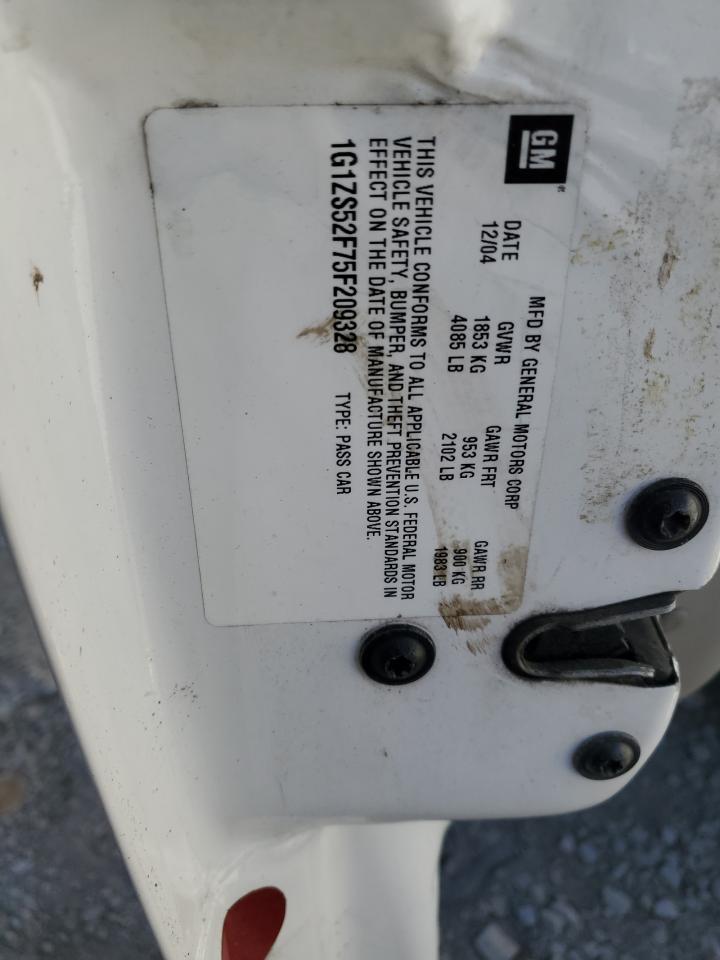 GM
MFD BY GENERAL MOTORS CORP
DATE GVWR GAWR FRT GAWR RR
12/04 1853 KG 953 KG 900 KG
4085 LB 2102 LB 1983 LB
THIS VEHICLE CONFORMS TO ALL APPLICABLE U.S. FEDERAL MOTOR
VEHICLE SAFETY, BUMPER, AND THEFT PREVENTION STANDARDS IN
EFFECT ON THE DATE OF MANUFACTURE SHOWN ABOVE.
1G1ZS52F75F209328 TYPE: PASS CAR